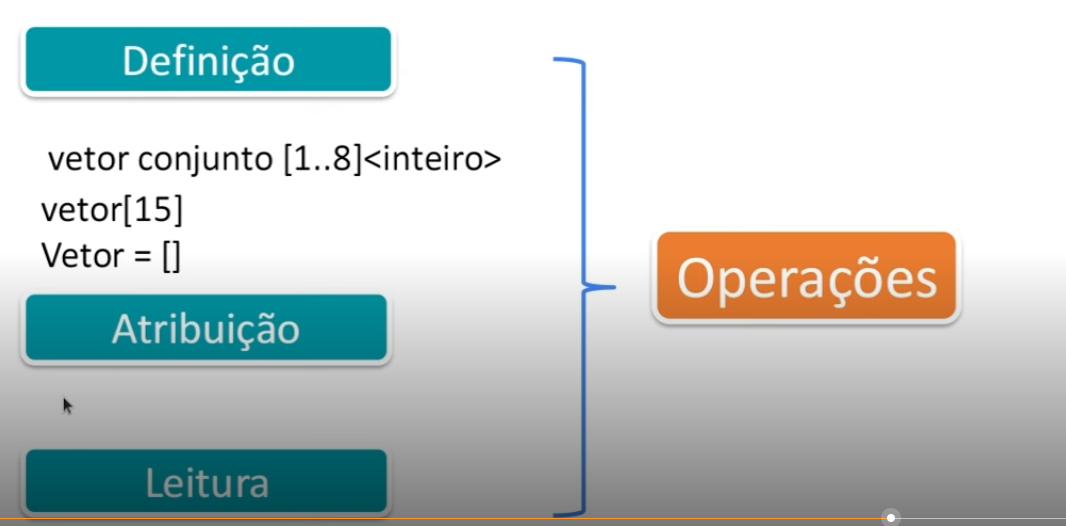 Definição
vetor conjunto [1..8]<inteiro>
vetor[15]
Vetor = []
Atribuição
Leitura
Operações